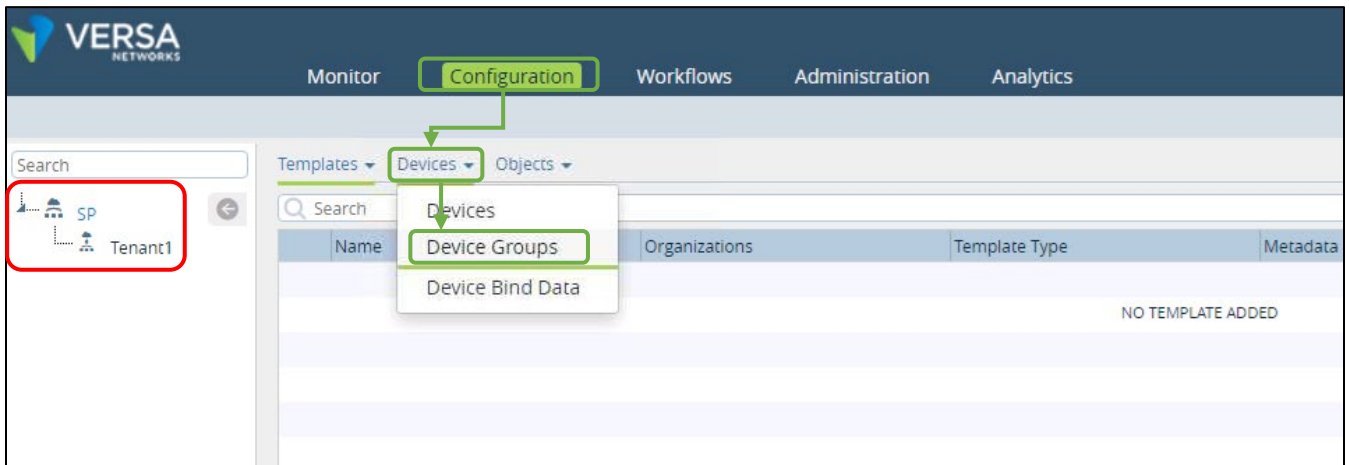 VERSA
NETWORKS
Monitor Configuration Workflows Administration Analytics
Search
Templates Devices Objects
SP
Tenant1
Search
Devices
Device Groups
Device Bind Data
Name Organizations Template Type Metadata
NO TEMPLATE ADDED